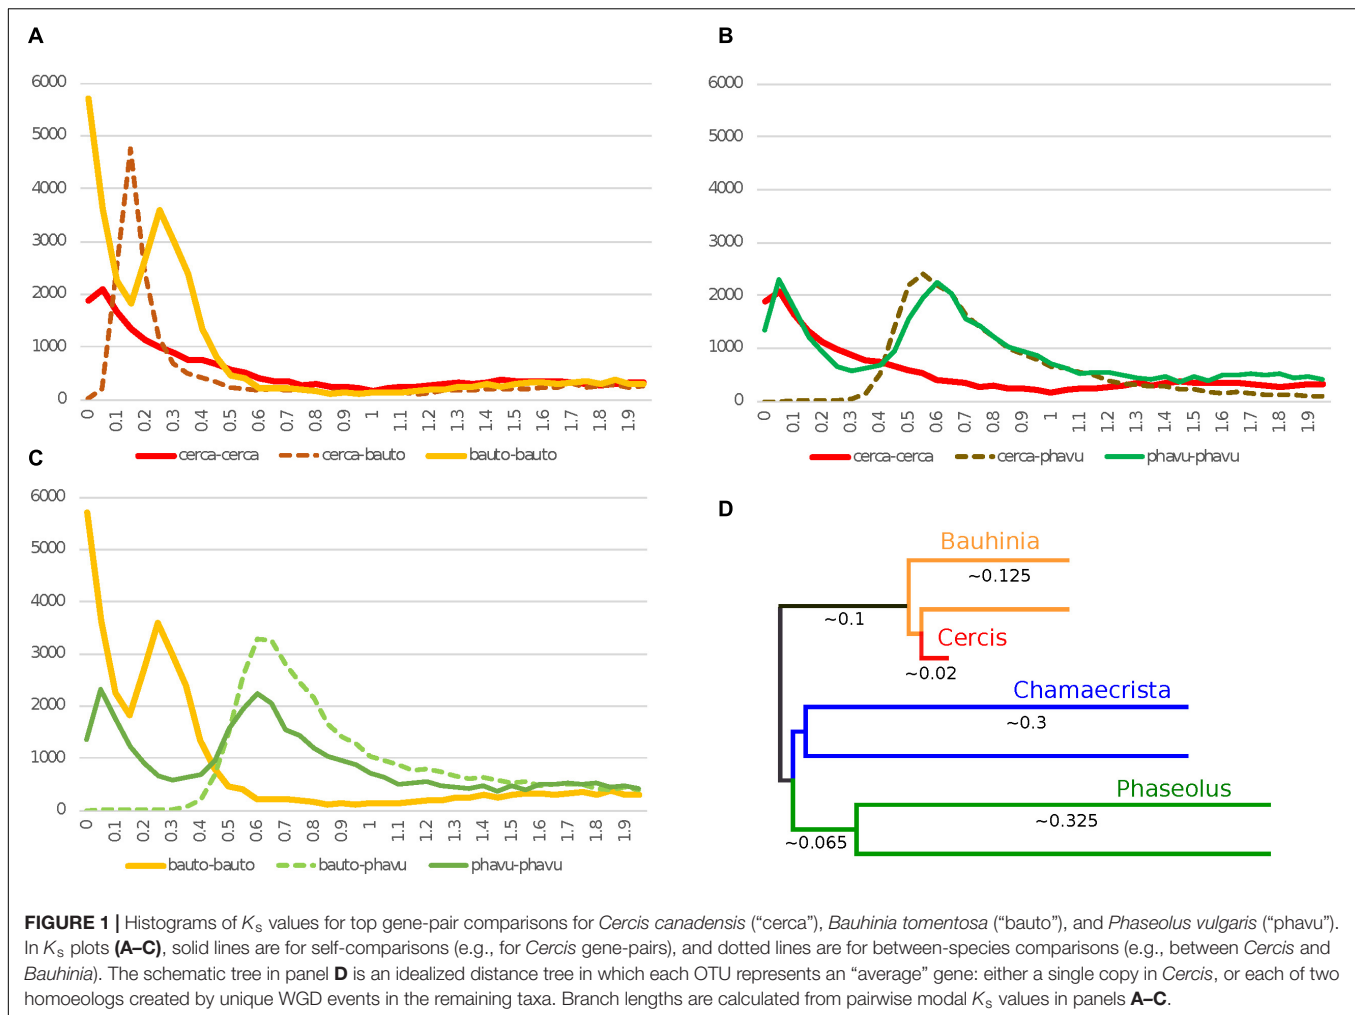 A
6000
5000
4000
3000
2000
1000
0
0 0.1 0.2 0.3 0.4 0.5 0.6 0.7 0.8 0.9 1 1.1 1.2 1.3 1.4 1.5 1.6 1.7 1.8 1.9
cerca-cerca cerca-bauto bauto-bauto
B
6000
5000
4000
3000
2000
1000
0
0 0.1 0.2 0.3 0.4 0.5 0.6 0.7 0.8 0.9 1 1.1 1.2 1.3 1.4 1.5 1.6 1.7 1.8 1.9
cerca-cerca cerca-phavu phavu-phavu
C
6000
5000
4000
3000
2000
1000
0
0 0.1 0.2 0.3 0.4 0.5 0.6 0.7 0.8 0.9 1 1.1 1.2 1.3 1.4 1.5 1.6 1.7 1.8 1.9
bauto-bauto bauto-phavu phavu-phavu
D
Bauhinia
~0.125
~0.1
Cercis
~0.02
Chamaecrista
~0.3
Phaseolus
~0.325
~0.065
FIGURE 1 | Histograms of Ks values for top gene-pair comparisons for Cercis canadensis (“cerca”), Bauhinia tomentosa (“bauto”), and Phaseolus vulgaris (“phavu”).
In Ks plots (A–C), solid lines are for self-comparisons (e.g., for Cercis gene-pairs), and dotted lines are for between-species comparisons (e.g., between Cercis and
Bauhinia). The schematic tree in panel D is an idealized distance tree in which each OTU represents an “average” gene: either a single copy in Cercis, or each of two
homoeologs created by unique WGD events in the remaining taxa. Branch lengths are calculated from pairwise modal Ks values in panels A–C.